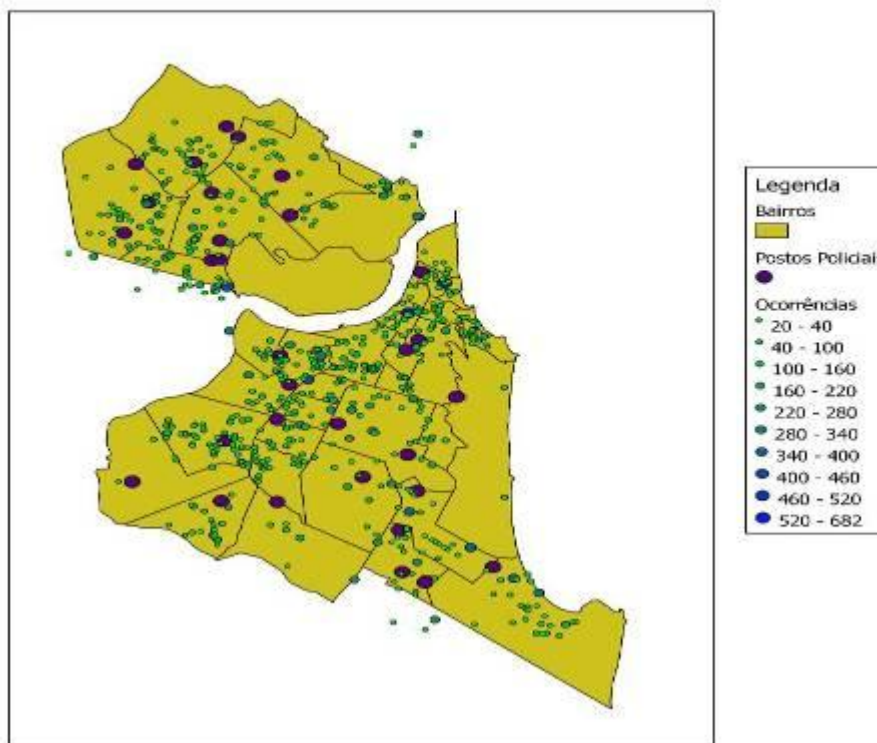 Legenda
Bairros
Postos Policiai
Ocorrências
20 - 40
40 - 100
100 - 160
160 - 220
220 - 280
280 - 340
340 - 400
400 - 460
460 - 520
520 - 682